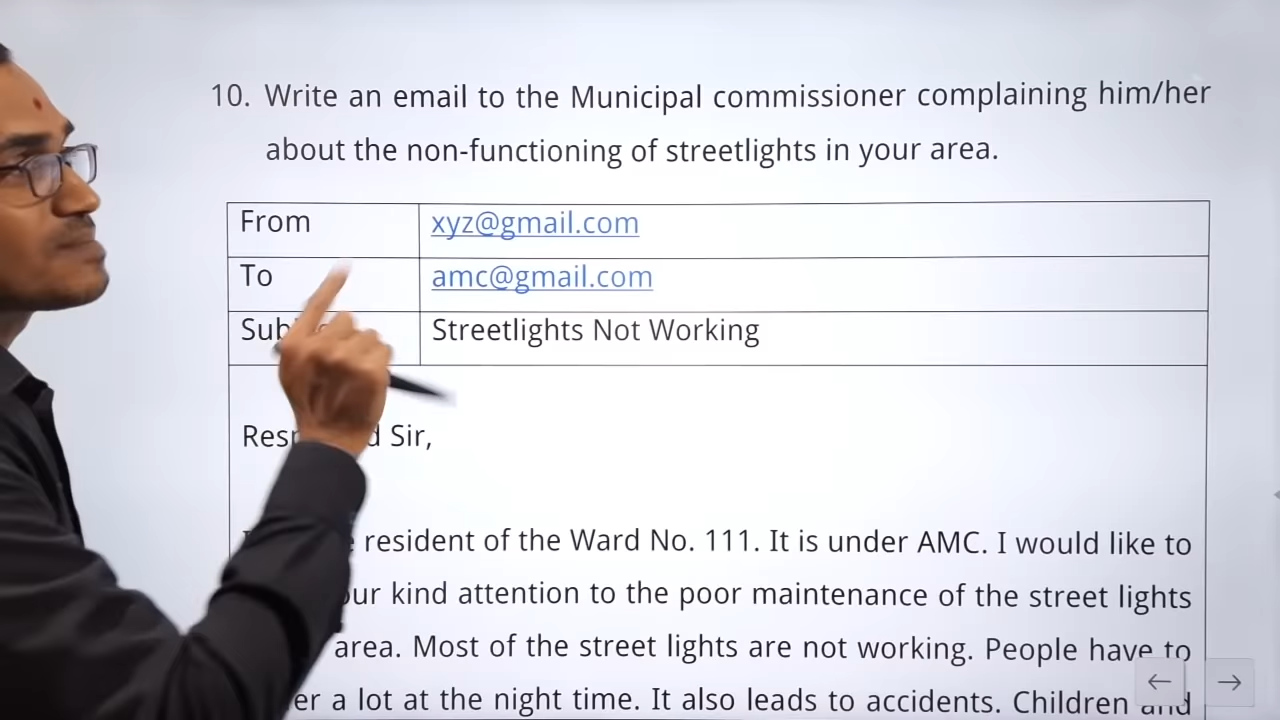 10. Write an email to the Municipal commissioner complaining him/her
about the non-functioning of streetlights in your area.
From xyz@gmail.com
To amc@gmail.com
Streetlights Not Working
Sir,
resident of the Ward No. 111. It is under AMC. I would like to
kind attention to the poor maintenance of the street lights
area. Most of the street lights are not working. People have to
a lot at the night time. It also leads to accidents. Children and